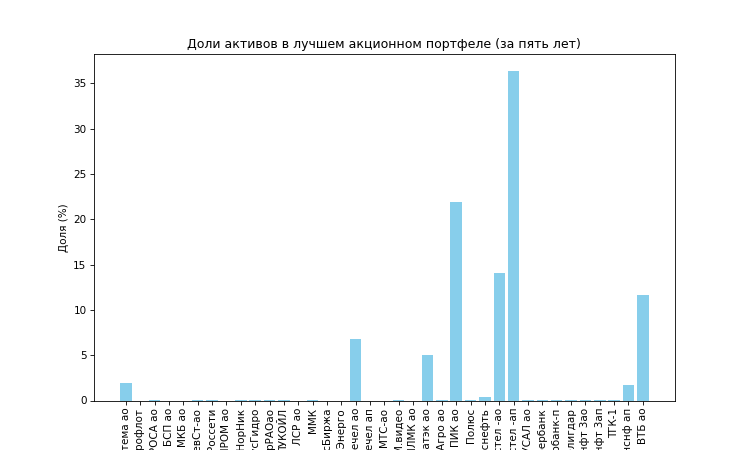 Доли активов в лучшем акционном портфеле (за пять лет)
Доля (%)
35
30
25
20
15
10
5
0
тема ао
рофлот
РОСА ао
БСП ао
МКБ ао
евСт-ао
Россети
ПРОМ ао
НорНик
сГидро
рРАОао
ЛУКОЙЛ
ЛСР ао
ММК
сБиржа
Энерго
ечел ао
ечел ап
МТС-ао
М.видео
ЛМК ао
атэк ао
Агро ао
ПИК ао
Полюс
снефть
стел -ао
стел -ап
УСАЛ ао
ербанк
рбанк-п
лигдар
нфт 3ао
нфт 3ап
ТГК-1
нснф ап
ВТБ ао